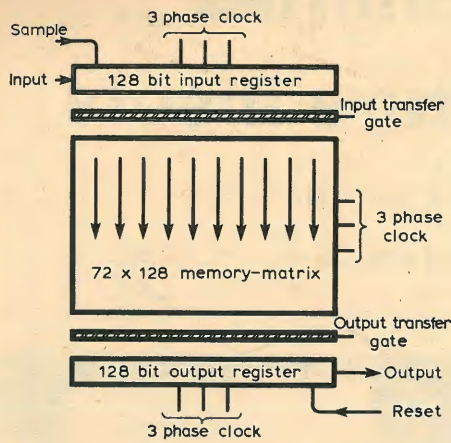 3 phase clock
Sample
Input
128 bit input register
Input transfer
gate
3 phase
clock
72 x 128 memory-matrix
Output transfer
gate
128 bit output register
Output
Reset
3 phase clock